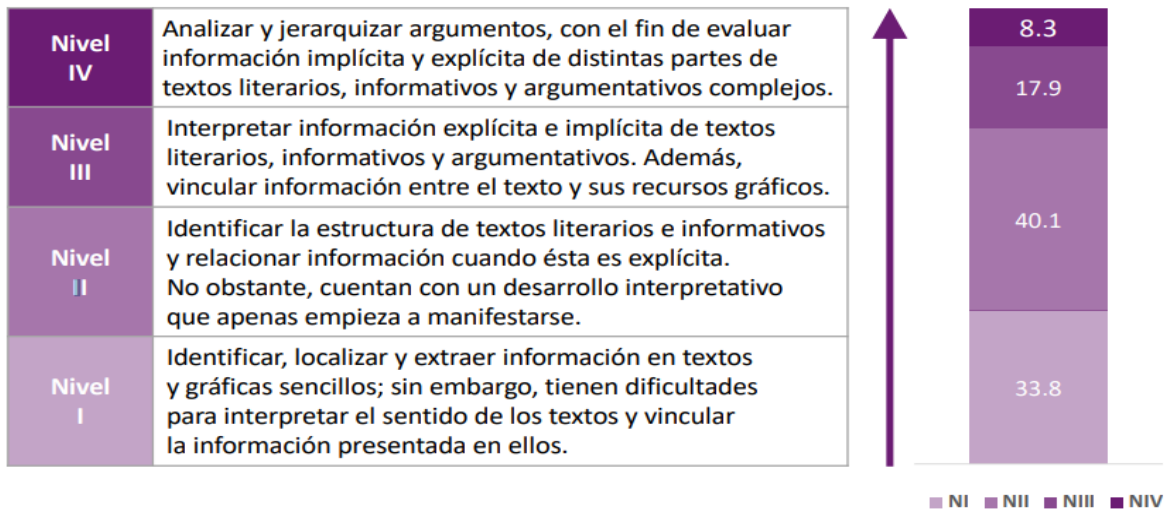 Nivel
IV
Analizar y jerarquizar argumentos, con el fin de evaluar
información implícita y explícita de distintas partes de
textos literarios, informativos y argumentativos complejos.
Nivel
III
Interpretar información explícita e implícita de textos
literarios, informativos y argumentativos. Además,
vincular información entre el texto y sus recursos gráficos.
Nivel
II
Identificar la estructura de textos literarios e informativos
y relacionar información cuando ésta es explícita.
No obstante, cuentan con un desarrollo interpretativo
que apenas empieza a manifestarse.
Nivel
I
Identificar, localizar y extraer información en textos
y gráficas sencillos; sin embargo, tienen dificultades
para interpretar el sentido de los textos y vincular
la información presentada en ellos.
8.3
17.9
40.1
33.8
NI NII NIII NIV